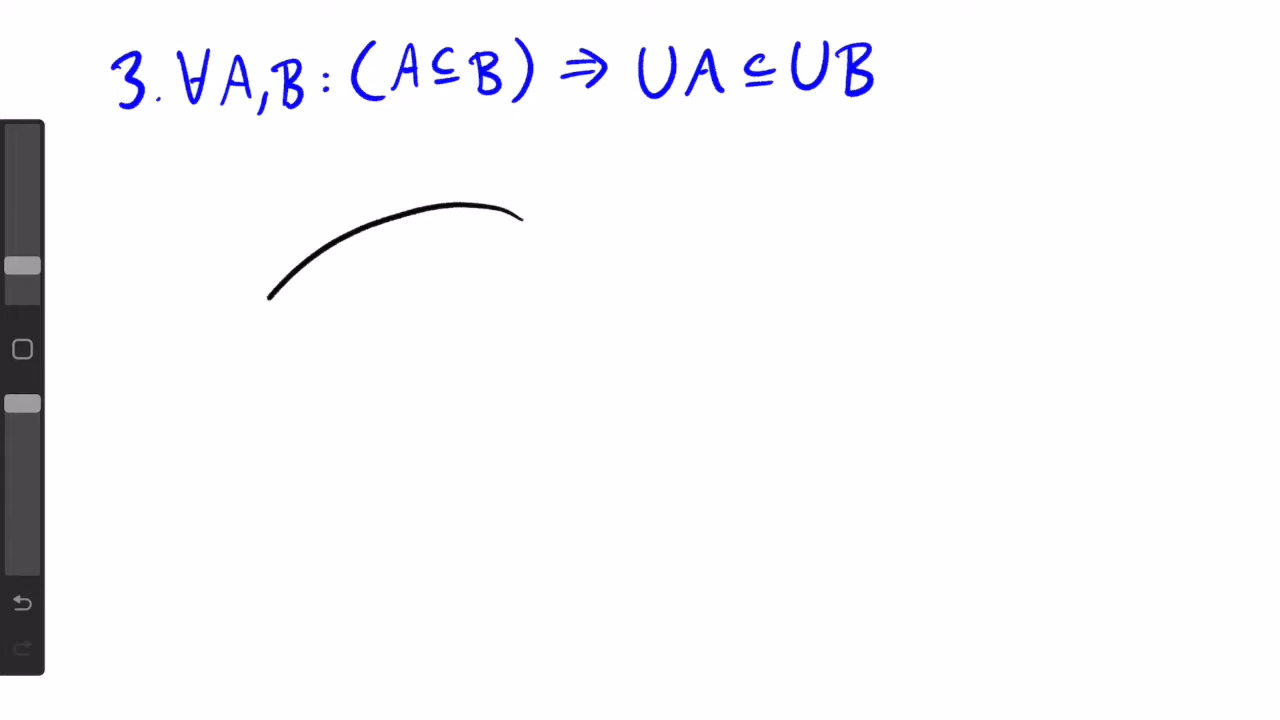 3. ∀A,B: (A⊆B) ⇒ ∪A ⊆ ∪B